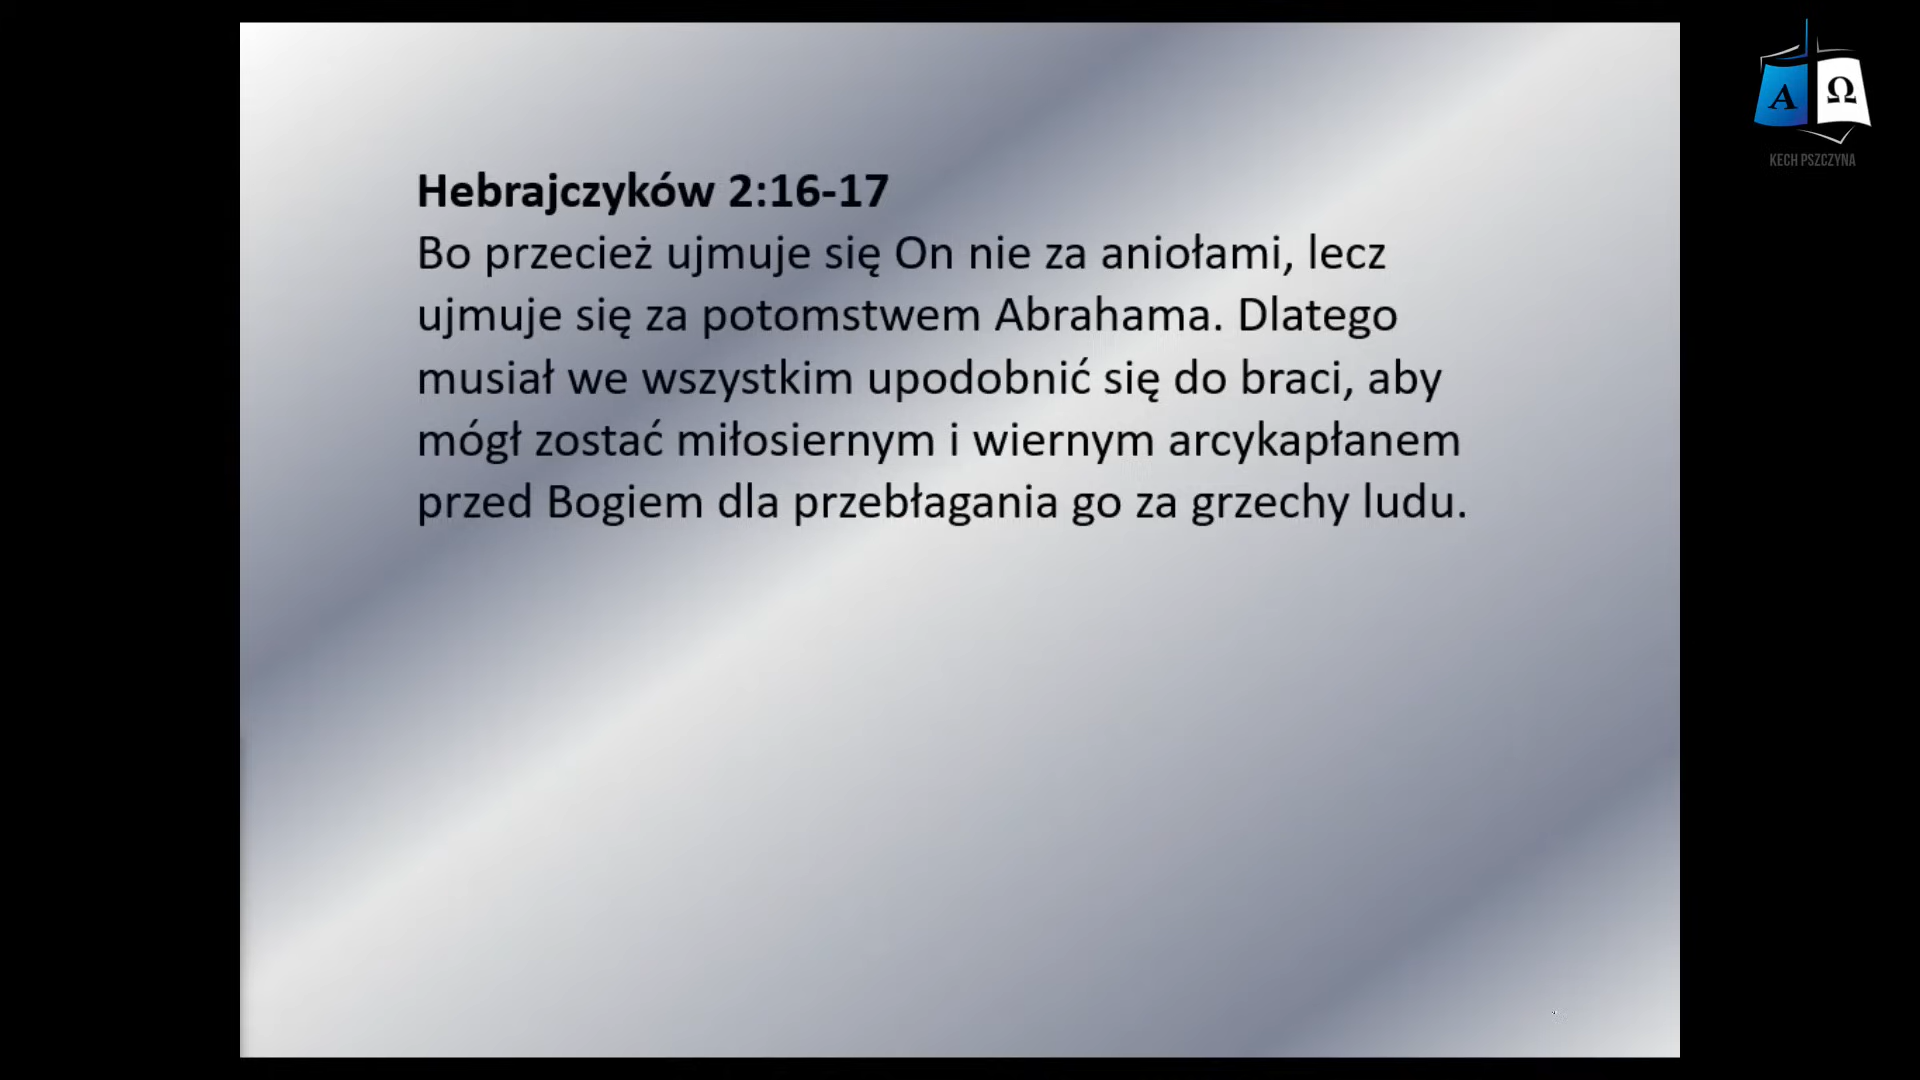 Hebrajczyków 2:16-17
Bo przecież ujmuje się On nie za aniołami, lecz
ujmuje się za potomstwem Abrahama. Dlatego
musiał we wszystkim upodobnić się do braci, aby
mógł zostać miłosiernym i wiernym arcykapłanem
przed Bogiem dla przebłagania go za grzechy ludu.
A Ω
KECH PSZCZYNA